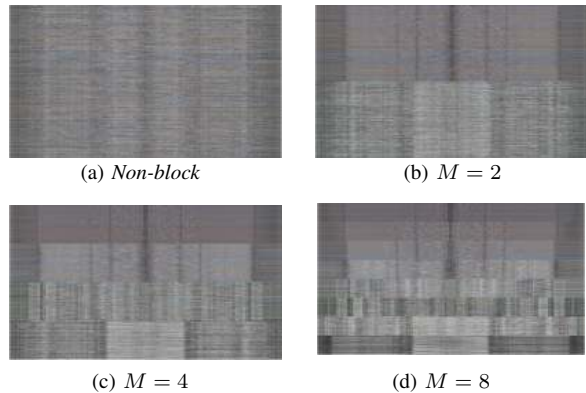 (a) Non-block
(b) M = 2
(c) M = 4
(d) M = 8